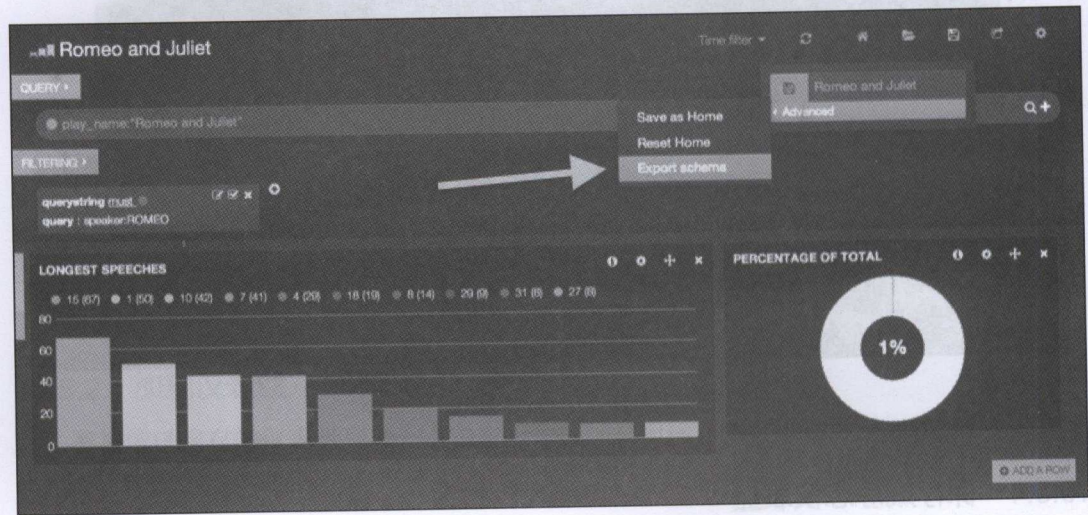 Romeo and Juliet
Time filter
QUERY
Romeo and Juliet
Advanced
play_name:"Romeo and Juliet"
Save as Home
Reset Home
Export schema
FILTERING
querystring must
query : speaker:ROMEO
LONGEST SPEECHES
15 (67) 1 (50) 10 (42) 7 (41) 4 (29) 18 (19) 8 (14) 29 (9) 31 (8) 27 (8)
80
60
40
20
0
PERCENTAGE OF TOTAL
1%
ADD A ROW